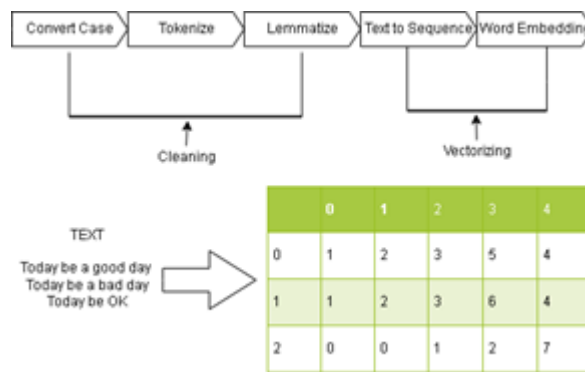 Convert Case Tokenize Lemmatize Text to Sequence Word Embedding
Cleaning Vectorizing
TEXT
Today be a good day
Today be a bad day
Today be OK
0 1 2 3 4
0 1 2 3 5 4
1 1 2 3 6 4
2 0 0 1 2 7